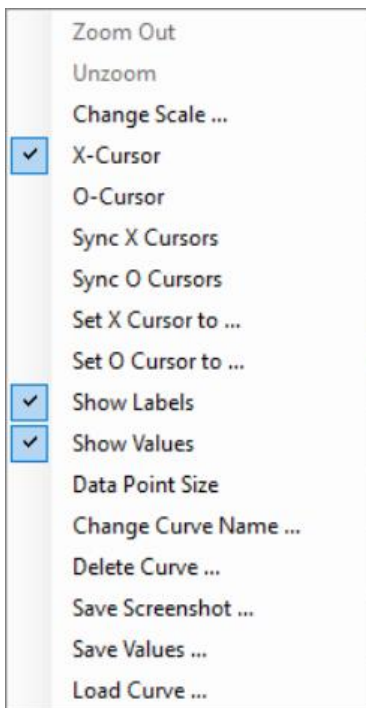 Zoom Out
Unzoom
Change Scale ...
X-Cursor
O-Cursor
Sync X Cursors
Sync O Cursors
Set X Cursor to ...
Set O Cursor to ...
Show Labels
Show Values
Data Point Size
Change Curve Name ...
Delete Curve ...
Save Screenshot ...
Save Values ...
Load Curve ...